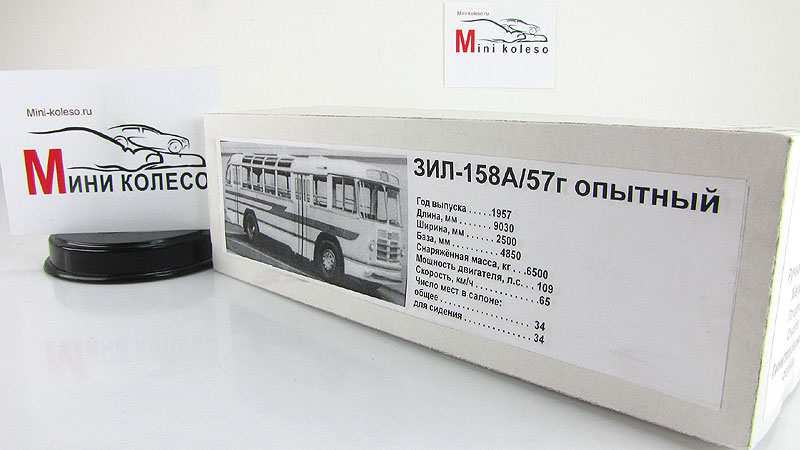 Mini-koleso.ru
Mini koleso
Mini-koleso.ru
Мини колесо
ЗИЛ-158А/57г опытный
Год выпуска . . . . .1957
Длина, мм . . . . . . . 9030
Ширина, мм . . . . . . 2500
База, мм . . . . . . . . 4850
Снаряжённая масса, кг . . .6500
Мощность двигателя, л.с. . . 109
Скорость, км/ч . . . . . . . . . . 65
Число мест в салоне:
общее . . . . . . . . . . . . . . . 34
для сидения . . . . . . . . . . . 34